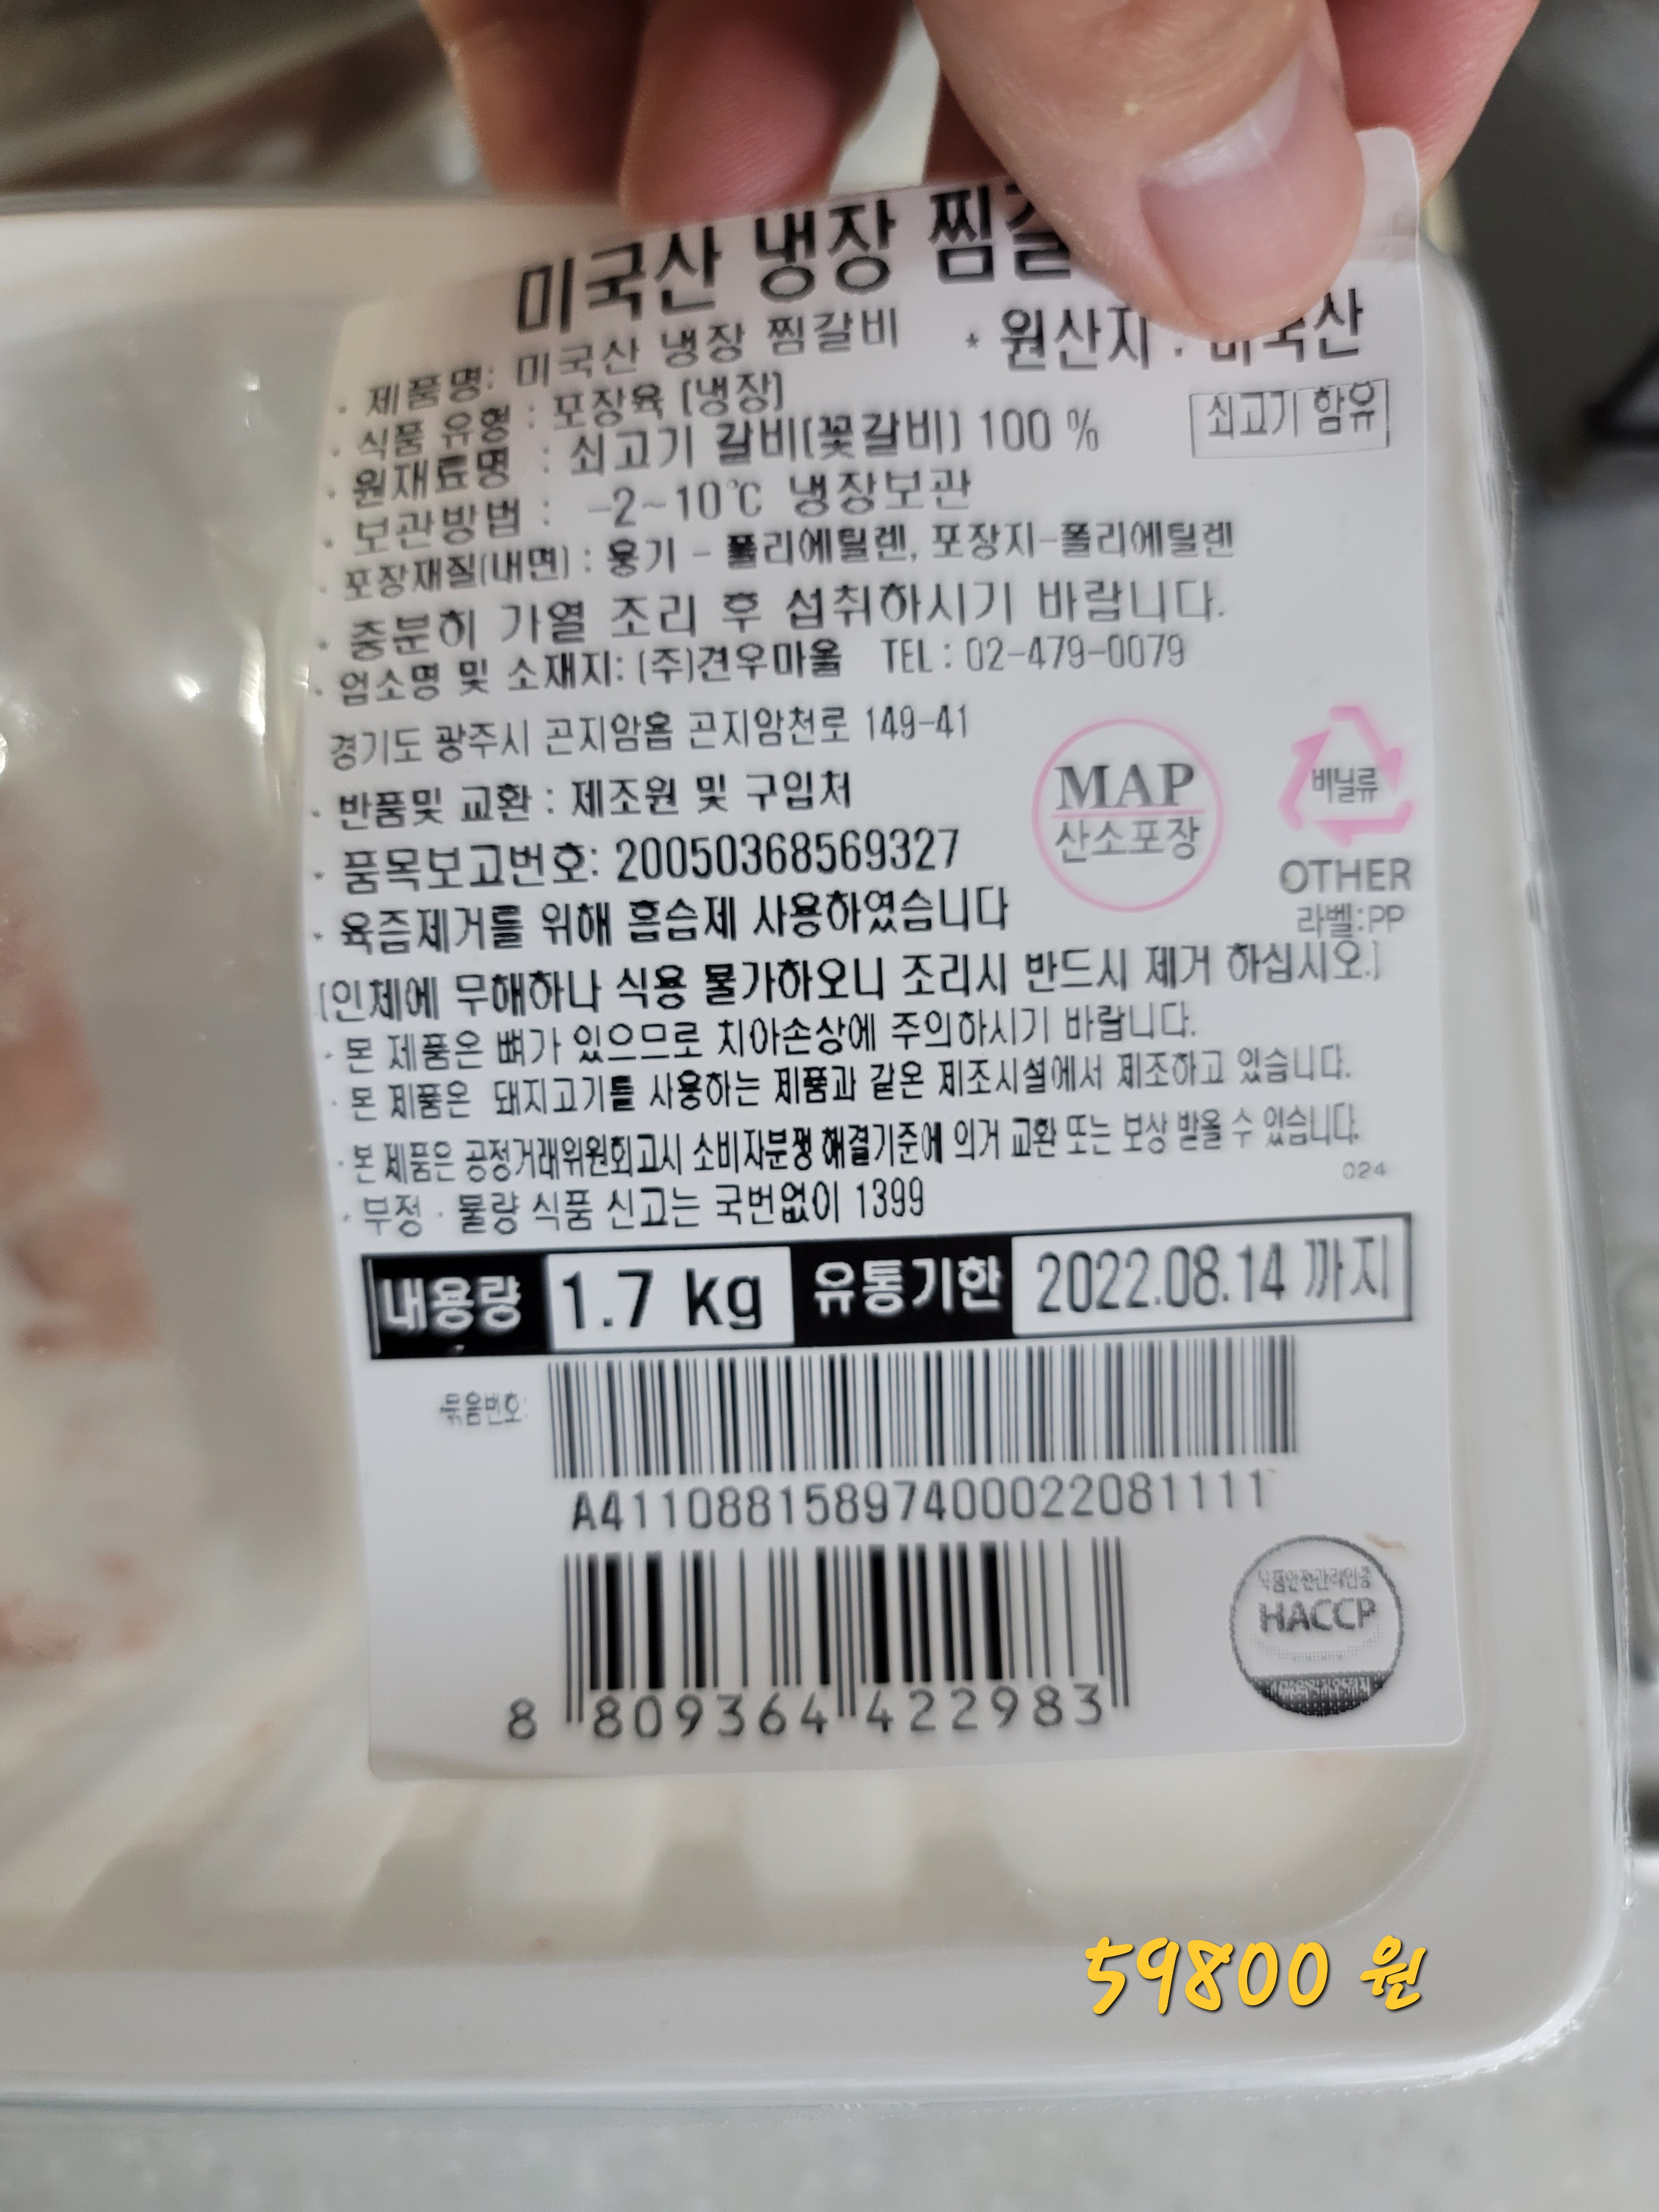 미국산 냉장 찜갈
· 제품명: 미국산 냉장 찜갈비 * 원산지 : 미국산
· 식품 유형 : 포장육 [냉장]
· 원재료명 : 쇠고기 갈비[꽃갈비] 100 % 쇠고기 함유
· 보관방법 : -2~10℃ 냉장보관
· 포장재질(내면) : 용기 - 폴리에틸렌, 포장지-폴리에틸렌
· 충분히 가열 조리 후 섭취하시기 바랍니다.
· 업소명 및 소재지: (주)견우마을 TEL : 02-479-0079
경기도 광주시 곤지암읍 곤지암천로 149-41
· 반품및 교환 : 제조원 및 구입처
MAP
산소포장
비닐류
OTHER
라벨:PP
* 품목보고번호: 20050368569327
* 육즙제거를 위해 흡습제 사용하였습니다
[인체에 무해하나 식용 불가하오니 조리시 반드시 제거 하십시오.]
· 본 제품은 뼈가 있으므로 치아손상에 주의하시기 바랍니다.
· 본 제품은 돼지고기를 사용하는 제품과 같은 제조시설에서 제조하고 있습니다.
· 본 제품은 공정거래위원회고시 소비자분쟁 해결기준에 의거 교환 또는 보상 받을 수 있습니다.
024
· 부정 · 불량 식품 신고는 국번없이 1399
내용량 1.7 kg 유통기한 2022.08.14 까지
묶음번호:
A41108815897400022081111
8 809364 422983
식품안전관리인증
HACCP
59800 원